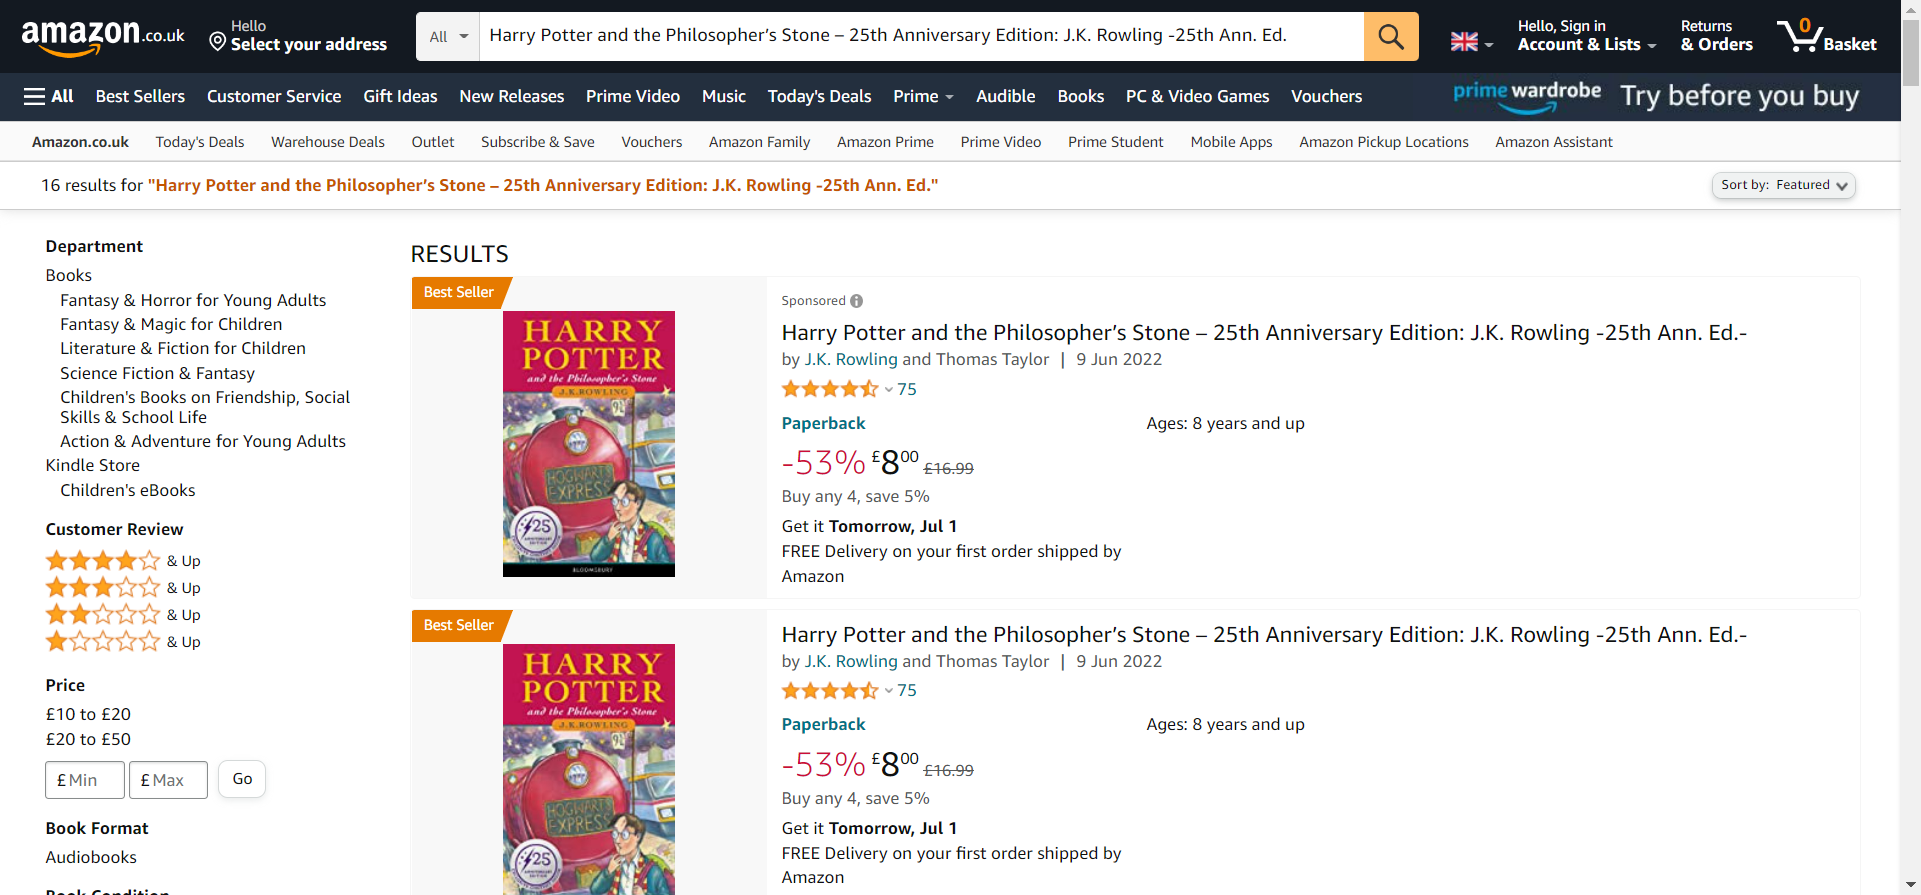 amazon.co.uk
Hello
Select your address
All
Harry Potter and the Philosopher's Stone – 25th Anniversary Edition: J.K. Rowling -25th Ann. Ed.
Hello, Sign in
Account & Lists
Returns
& Orders
0
Basket
All Best Sellers Customer Service Gift Ideas New Releases Prime Video Music Today's Deals Prime Audible Books PC & Video Games Vouchers
prime wardrobe Try before you buy
Amazon.co.uk Today's Deals Warehouse Deals Outlet Subscribe & Save Vouchers Amazon Family Amazon Prime Prime Video Prime Student Mobile Apps Amazon Pickup Locations Amazon Assistant
16 results for "Harry Potter and the Philosopher's Stone – 25th Anniversary Edition: J.K. Rowling -25th Ann. Ed."
Sort by: Featured
Department
Books
Fantasy & Horror for Young Adults
Fantasy & Magic for Children
Literature & Fiction for Children
Science Fiction & Fantasy
Children's Books on Friendship, Social
Skills & School Life
Action & Adventure for Young Adults
Kindle Store
Children's eBooks
Customer Review
& Up
& Up
& Up
& Up
Price
£10 to £20
£20 to £50
£ Min
£ Max
Go
Book Format
Audiobooks
Book Condition
RESULTS
Best Seller
HARRY
POTTER
and the Philosopher's Stone
J.K.ROWLING
9¾
HOGWARTS
EXPRESS
25
ANNIVERSARY
EDITION
BLOOMSBURY
Sponsored
Harry Potter and the Philosopher's Stone – 25th Anniversary Edition: J.K. Rowling -25th Ann. Ed.-
by J.K. Rowling and Thomas Taylor | 9 Jun 2022
75
Paperback
Ages: 8 years and up
-53% £800 £16.99
Buy any 4, save 5%
Get it Tomorrow, Jul 1
FREE Delivery on your first order shipped by
Amazon
Best Seller
HARRY
POTTER
and the Philosopher's Stone
J.K.ROWLING
9¾
HOGWARTS
EXPRESS
25
ANNIVERSARY
EDITION
Harry Potter and the Philosopher's Stone – 25th Anniversary Edition: J.K. Rowling -25th Ann. Ed.-
by J.K. Rowling and Thomas Taylor | 9 Jun 2022
75
Paperback
Ages: 8 years and up
-53% £800 £16.99
Buy any 4, save 5%
Get it Tomorrow, Jul 1
FREE Delivery on your first order shipped by
Amazon